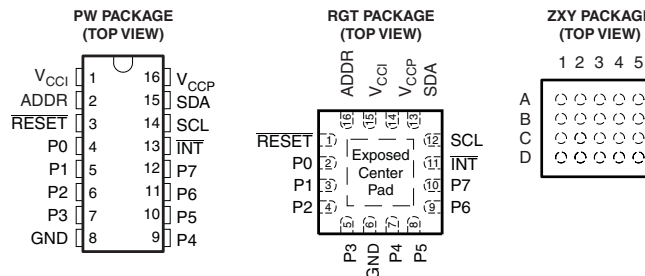 PW PACKAGE
(TOP VIEW)
VCCI 1 16 VCCP
ADDR 2 15 SDA
RESET 3 14 SCL
P0 4 13 INT
P1 5 12 P7
P2 6 11 P6
P3 7 10 P5
GND 8 9 P4
RGT PACKAGE
(TOP VIEW)
ADDR VCCI VCCP SDA
16 15 14 13
RESET 1 12 SCL
P0 2 11 INT
P1 3 10 P7
P2 4 9 P6
Exposed
Center
Pad
5 6 7 8
P3 GND P4 P5
ZXY PACKAGE
(TOP VIEW)
1 2 3 4 5
A
B
C
D